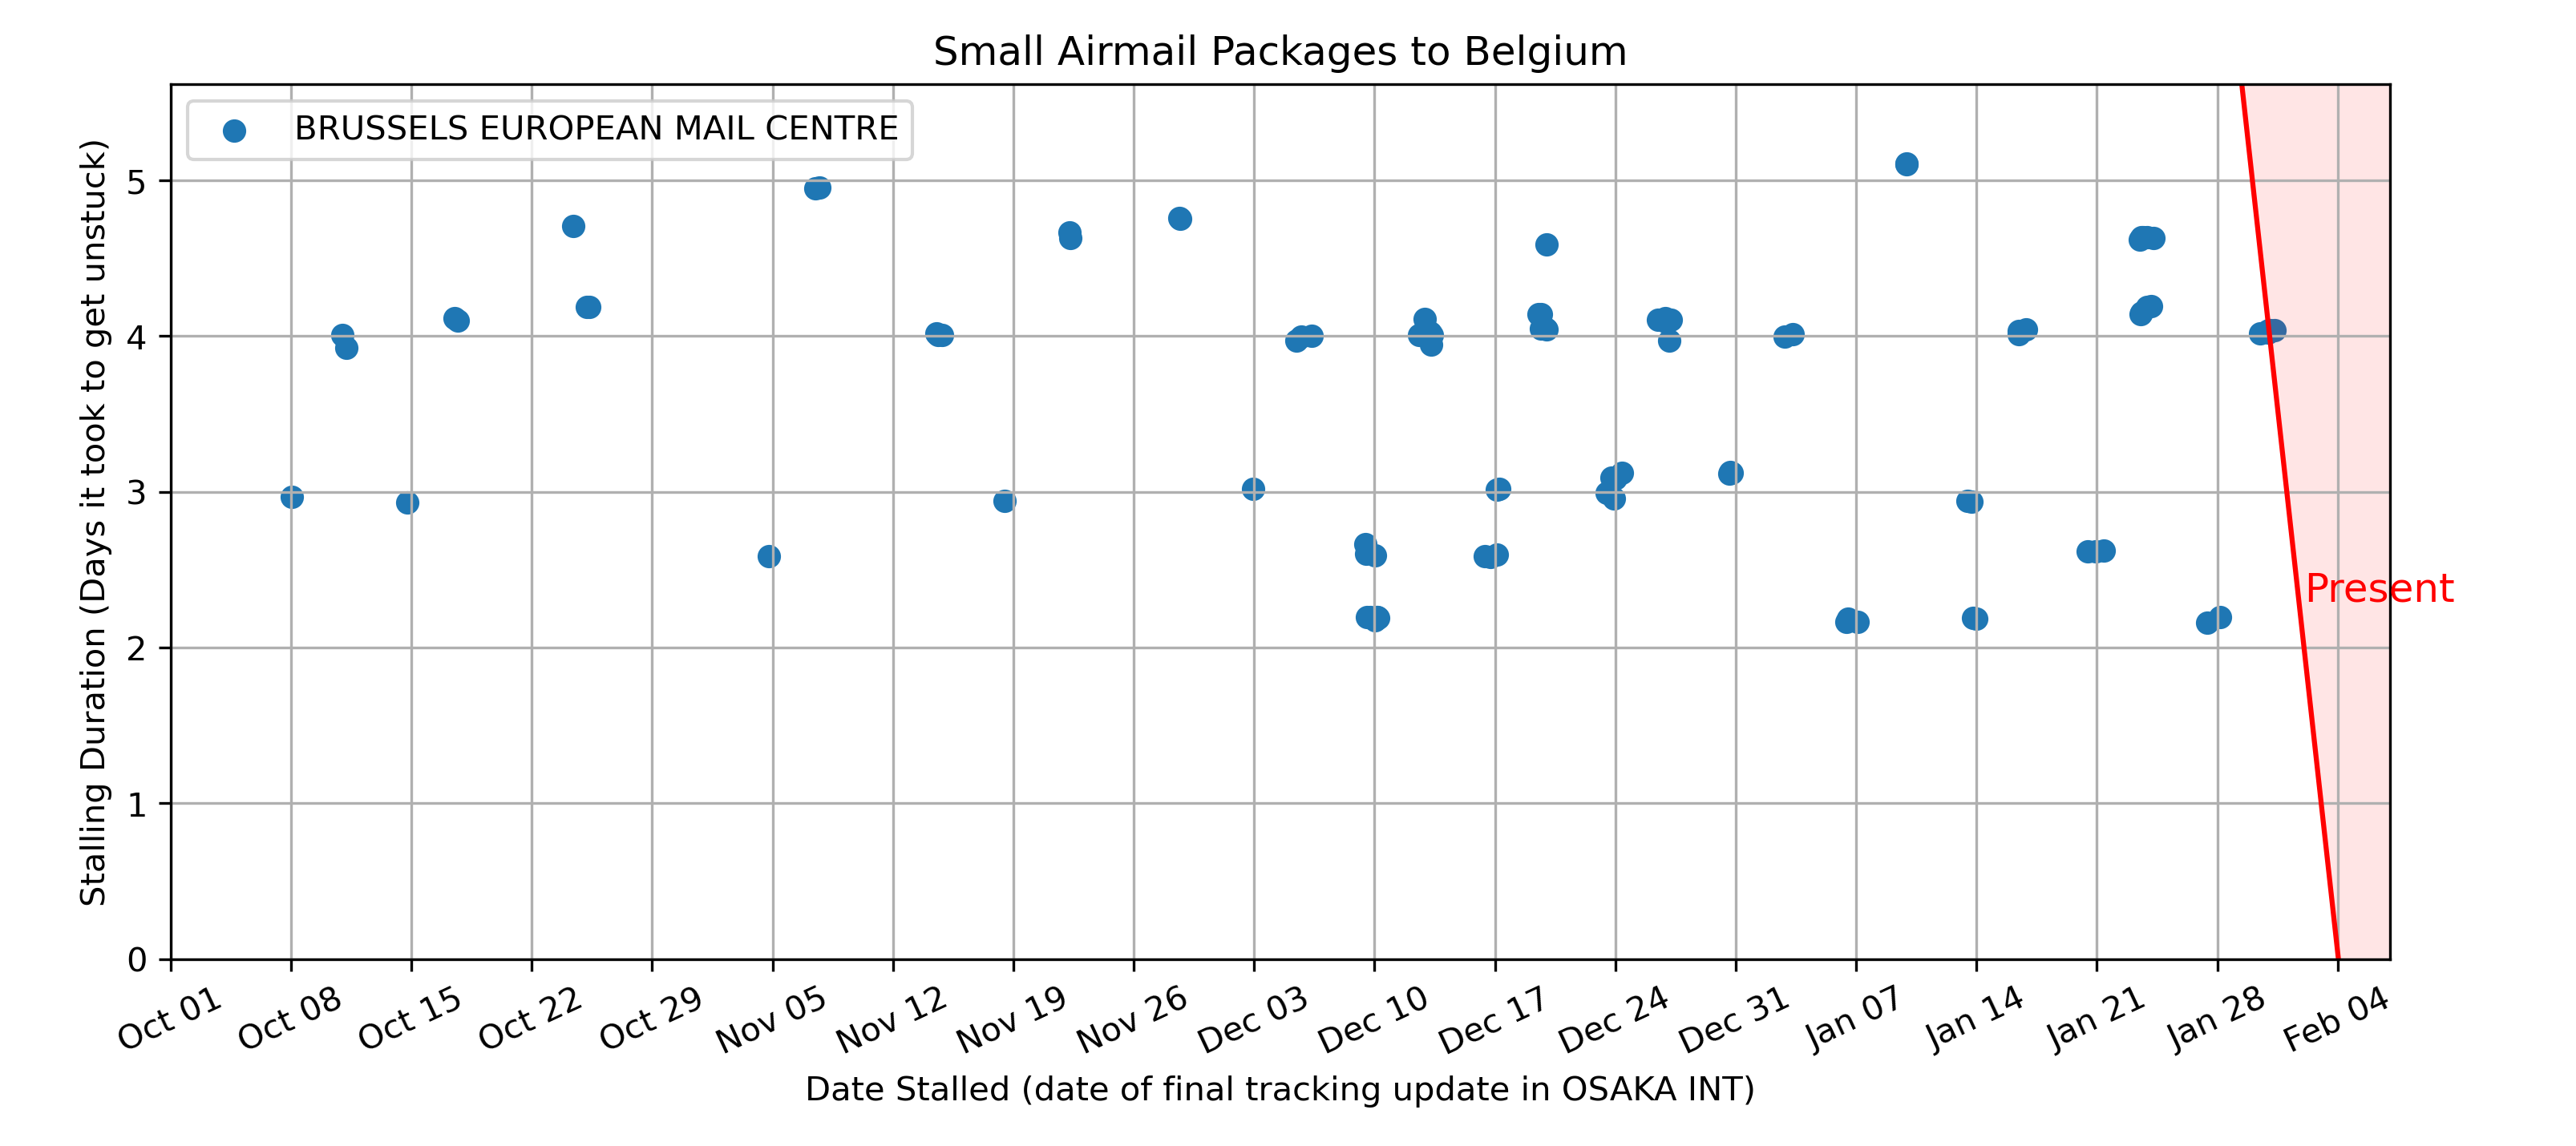 Small Airmail Packages to Belgium
BRUSSELS EUROPEAN MAIL CENTRE
Stalling Duration (Days it took to get unstuck)
5
4
3
2
1
0
Present
Oct 01
Oct 08
Oct 15
Oct 22
Oct 29
Nov 05
Nov 12
Nov 19
Nov 26
Dec 03
Dec 10
Dec 17
Dec 24
Dec 31
Jan 07
Jan 14
Jan 21
Jan 28
Feb 04
Date Stalled (date of final tracking update in OSAKA INT)